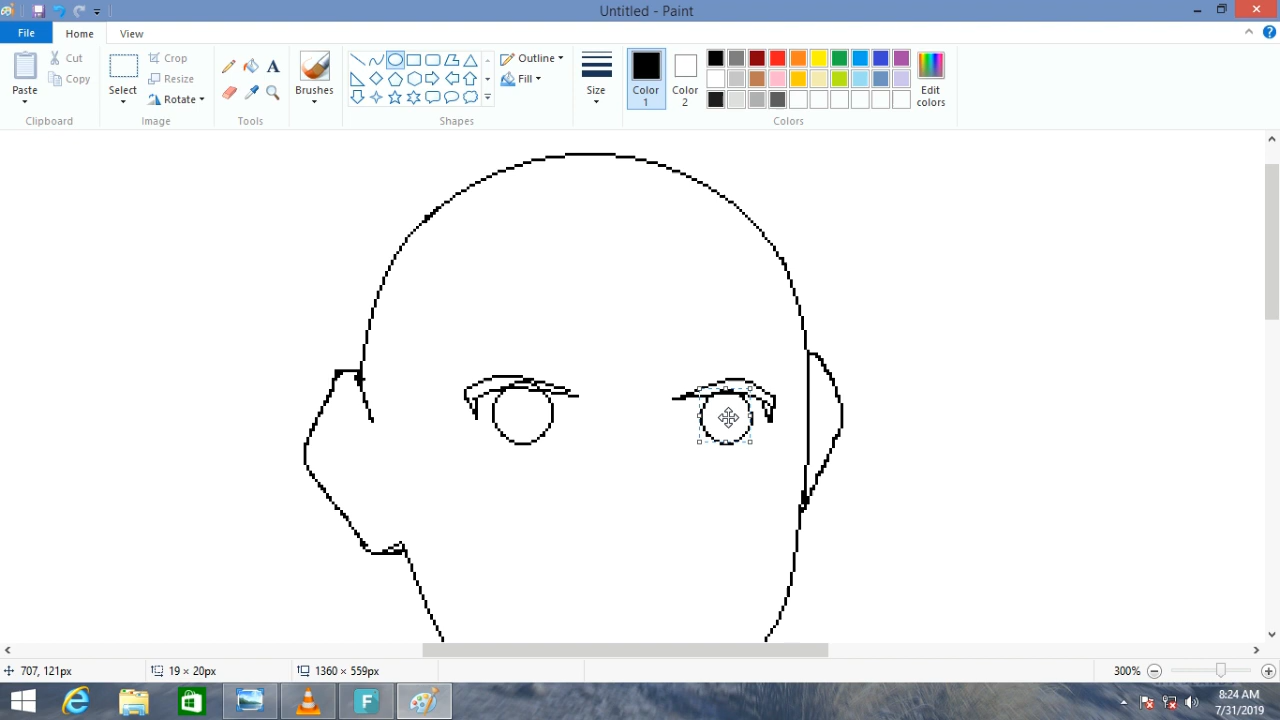 Untitled - Paint
File Home View
Paste Cut Copy Clipboard
Select Crop Resize Rotate Image
A
Tools
Brushes
Outline Fill Shapes
Size
Color 1
Color 2
Edit colors
Colors
707, 121px 19 × 20px 1360 × 559px 300%
F
8:24 AM
7/31/2019